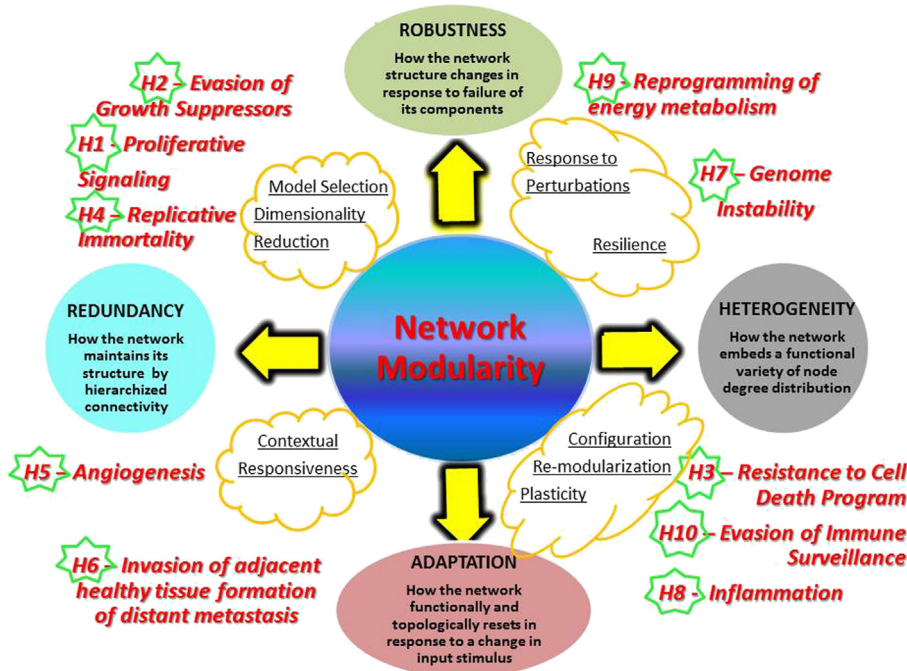 ROBUSTNESS
How the network
structure changes in
response to failure of
its components
H2 – Evasion of
Growth Suppressors
H1 - Proliferative
Signaling
H4 – Replicative
Immortality
H9 – Reprogramming of
energy metabolism
H7 – Genome
Instability
Model Selection
Dimensionality
Reduction
Response to
Perturbations
Resilience
REDUNDANCY
How the network
maintains its
structure by
hierarchized
connectivity
Network
Modularity
HETEROGENEITY
How the network
embeds a functional
variety of node
degree distribution
Contextual
Responsiveness
Configuration
Re-modularization
Plasticity
H5 – Angiogenesis
H6 – Invasion of adjacent
healthy tissue formation
of distant metastasis
H3 – Resistance to Cell
Death Program
H10 – Evasion of Immune
Surveillance
H8 - Inflammation
ADAPTATION
How the network
functionally and
topologically resets in
response to a change in
input stimulus